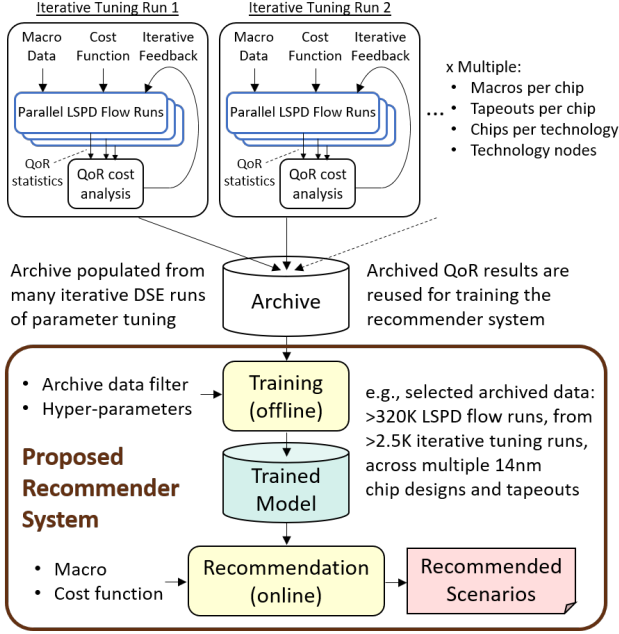 Iterative Tuning Run 1
Macro Data
Cost Function
Iterative Feedback
Parallel LSPD Flow Runs
QoR statistics
QoR cost analysis
Iterative Tuning Run 2
Macro Data
Cost Function
Iterative Feedback
Parallel LSPD Flow Runs
QoR statistics
QoR cost analysis
...
x Multiple:
• Macros per chip
• Tapeouts per chip
• Chips per technology
• Technology nodes
Archive populated from
many iterative DSE runs
of parameter tuning
Archive
Archived QoR results are
reused for training the
recommender system
• Archive data filter
• Hyper-parameters
Training
(offline)
e.g., selected archived data:
>320K LSPD flow runs, from
>2.5K iterative tuning runs,
across multiple 14nm
chip designs and tapeouts
Proposed
Recommender
System
Trained
Model
• Macro
• Cost function
Recommendation
(online)
Recommended
Scenarios